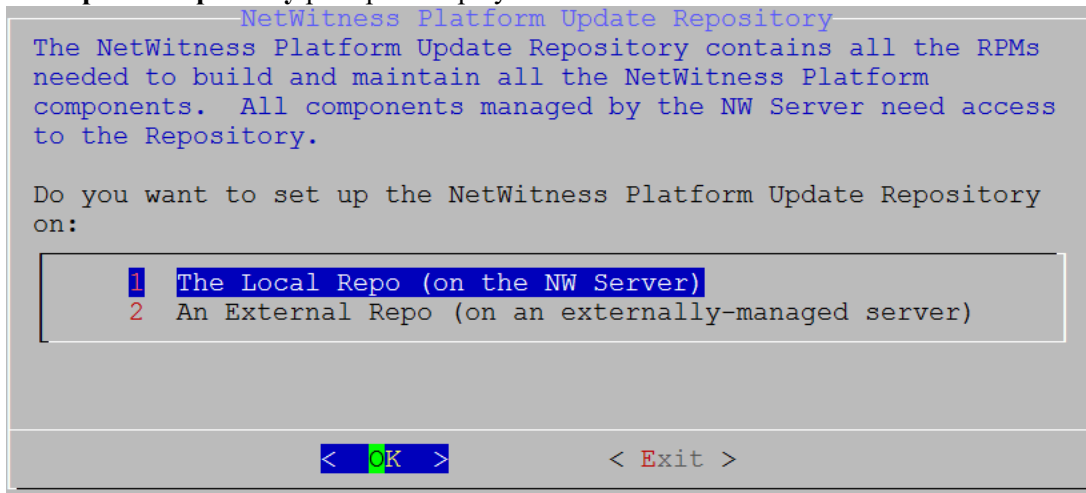 NetWitness Platform Update Repository
The NetWitness Platform Update Repository contains all the RPMs
needed to build and maintain all the NetWitness Platform
components.  All components managed by the NW Server need access
to the Repository.
Do you want to set up the NetWitness Platform Update Repository
on:
1 The Local Repo (on the NW Server)
2 An External Repo (on an externally-managed server)
< OK > < Exit >